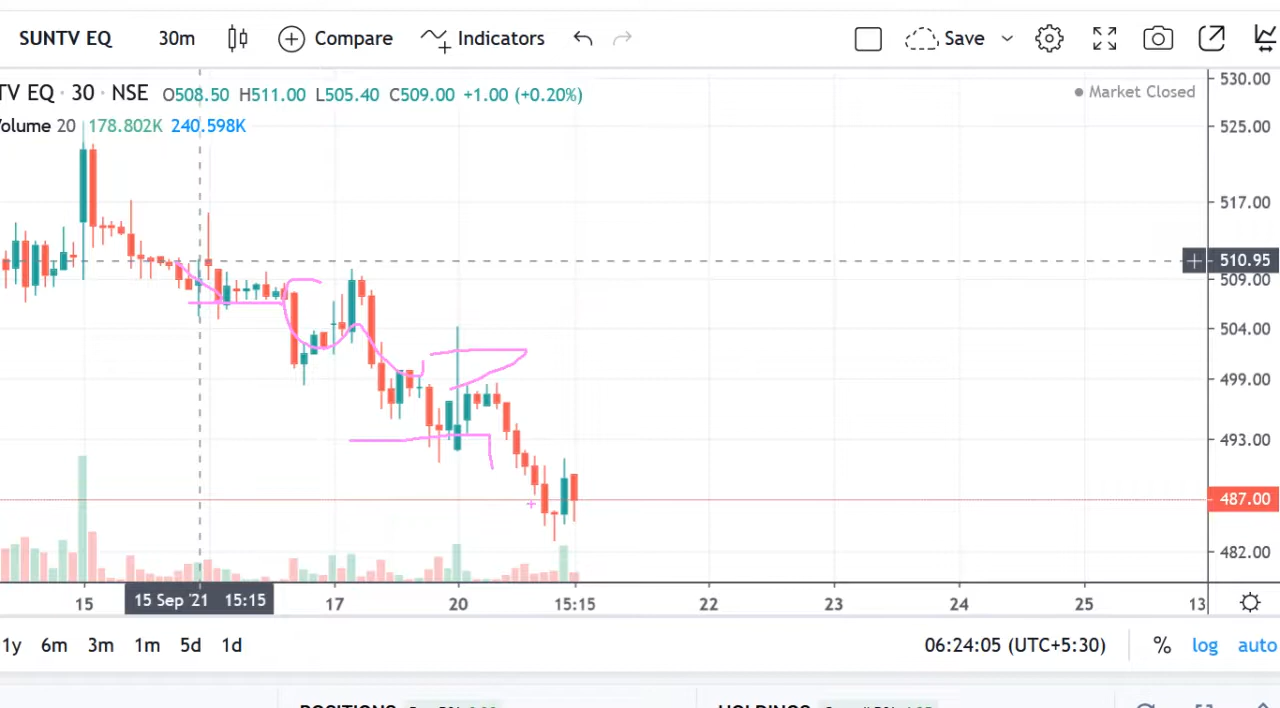 SUNTV EQ 30m Compare Indicators Save
TV EQ · 30 · NSE O508.50 H511.00 L505.40 C509.00 +1.00 (+0.20%) Market Closed
Volume 20 178.802K 240.598K
530.00
525.00
517.00
510.95
509.00
504.00
499.00
493.00
487.00
482.00
15 15 Sep '21 15:15 17 20 15:15 22 23 24 25 13
1y 6m 3m 1m 5d 1d 06:24:05 (UTC+5:30) % log auto
POSITIONS HOLDINGS